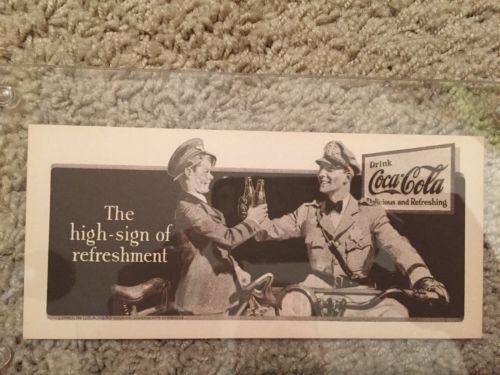 The
high-sign of
refreshment
Drink
Coca-Cola
Delicious and Refreshing